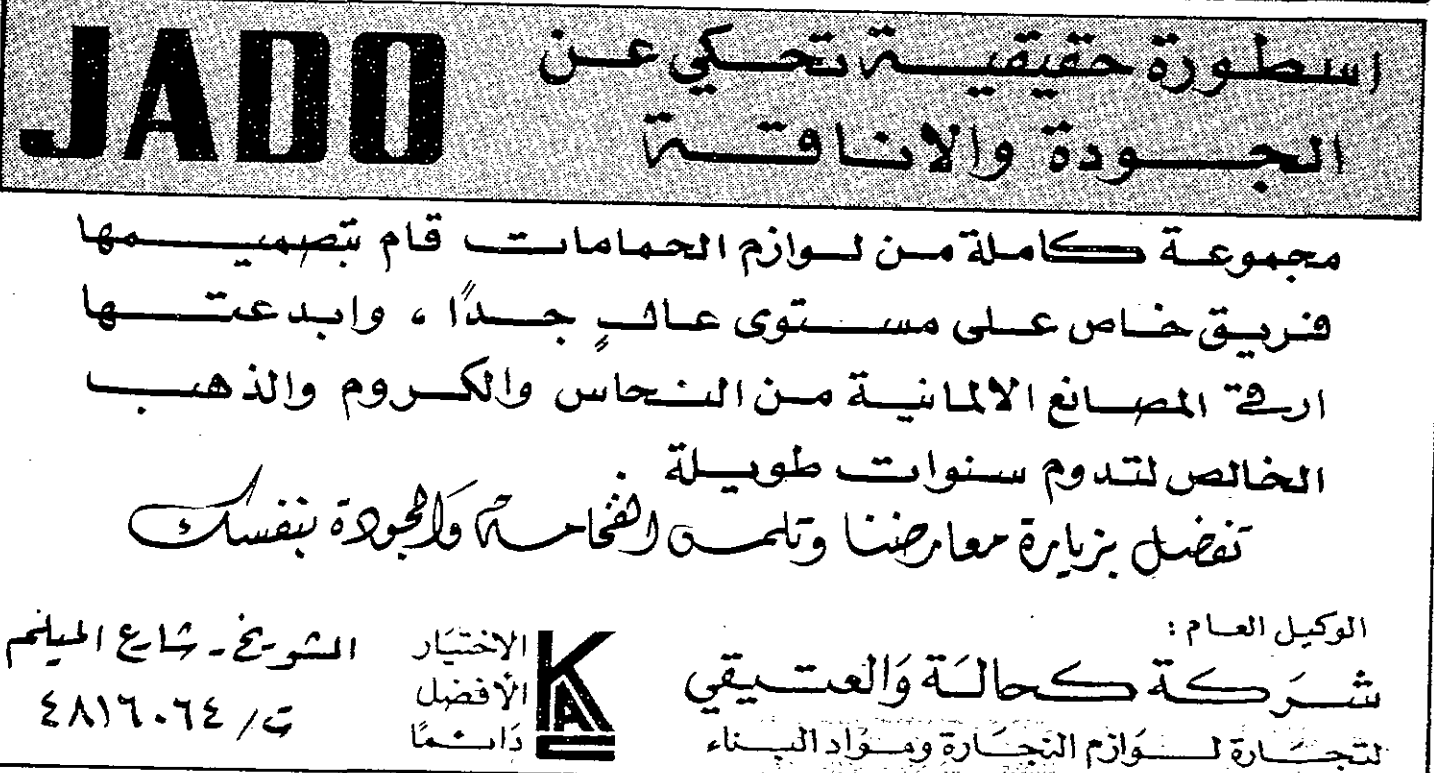 اسطورة حقيقية تحكي عن
الجودة والاناقة
JADO
مجموعة كاملة من لوازم الحمامات قام بتصميمها
فريق خاص على مستوى عالٍ جداً ، وابدعتها
ارقى المصانع الالمانية من النحاس والكروم والذهب
الخالص لتدوم سنوات طويلة .
تفضل بزيارة معارضنا وتلمس الفخامة والجودة بنفسك
الوكيل العام :
شركة كحالة والعتيقي
لتجارة لوازم النجارة ومواد البناء
KA
الاختيار
الأفضل
دائماً
الشويخ - شارع الميلم
ت/ ٤٨١٦٠٦٤